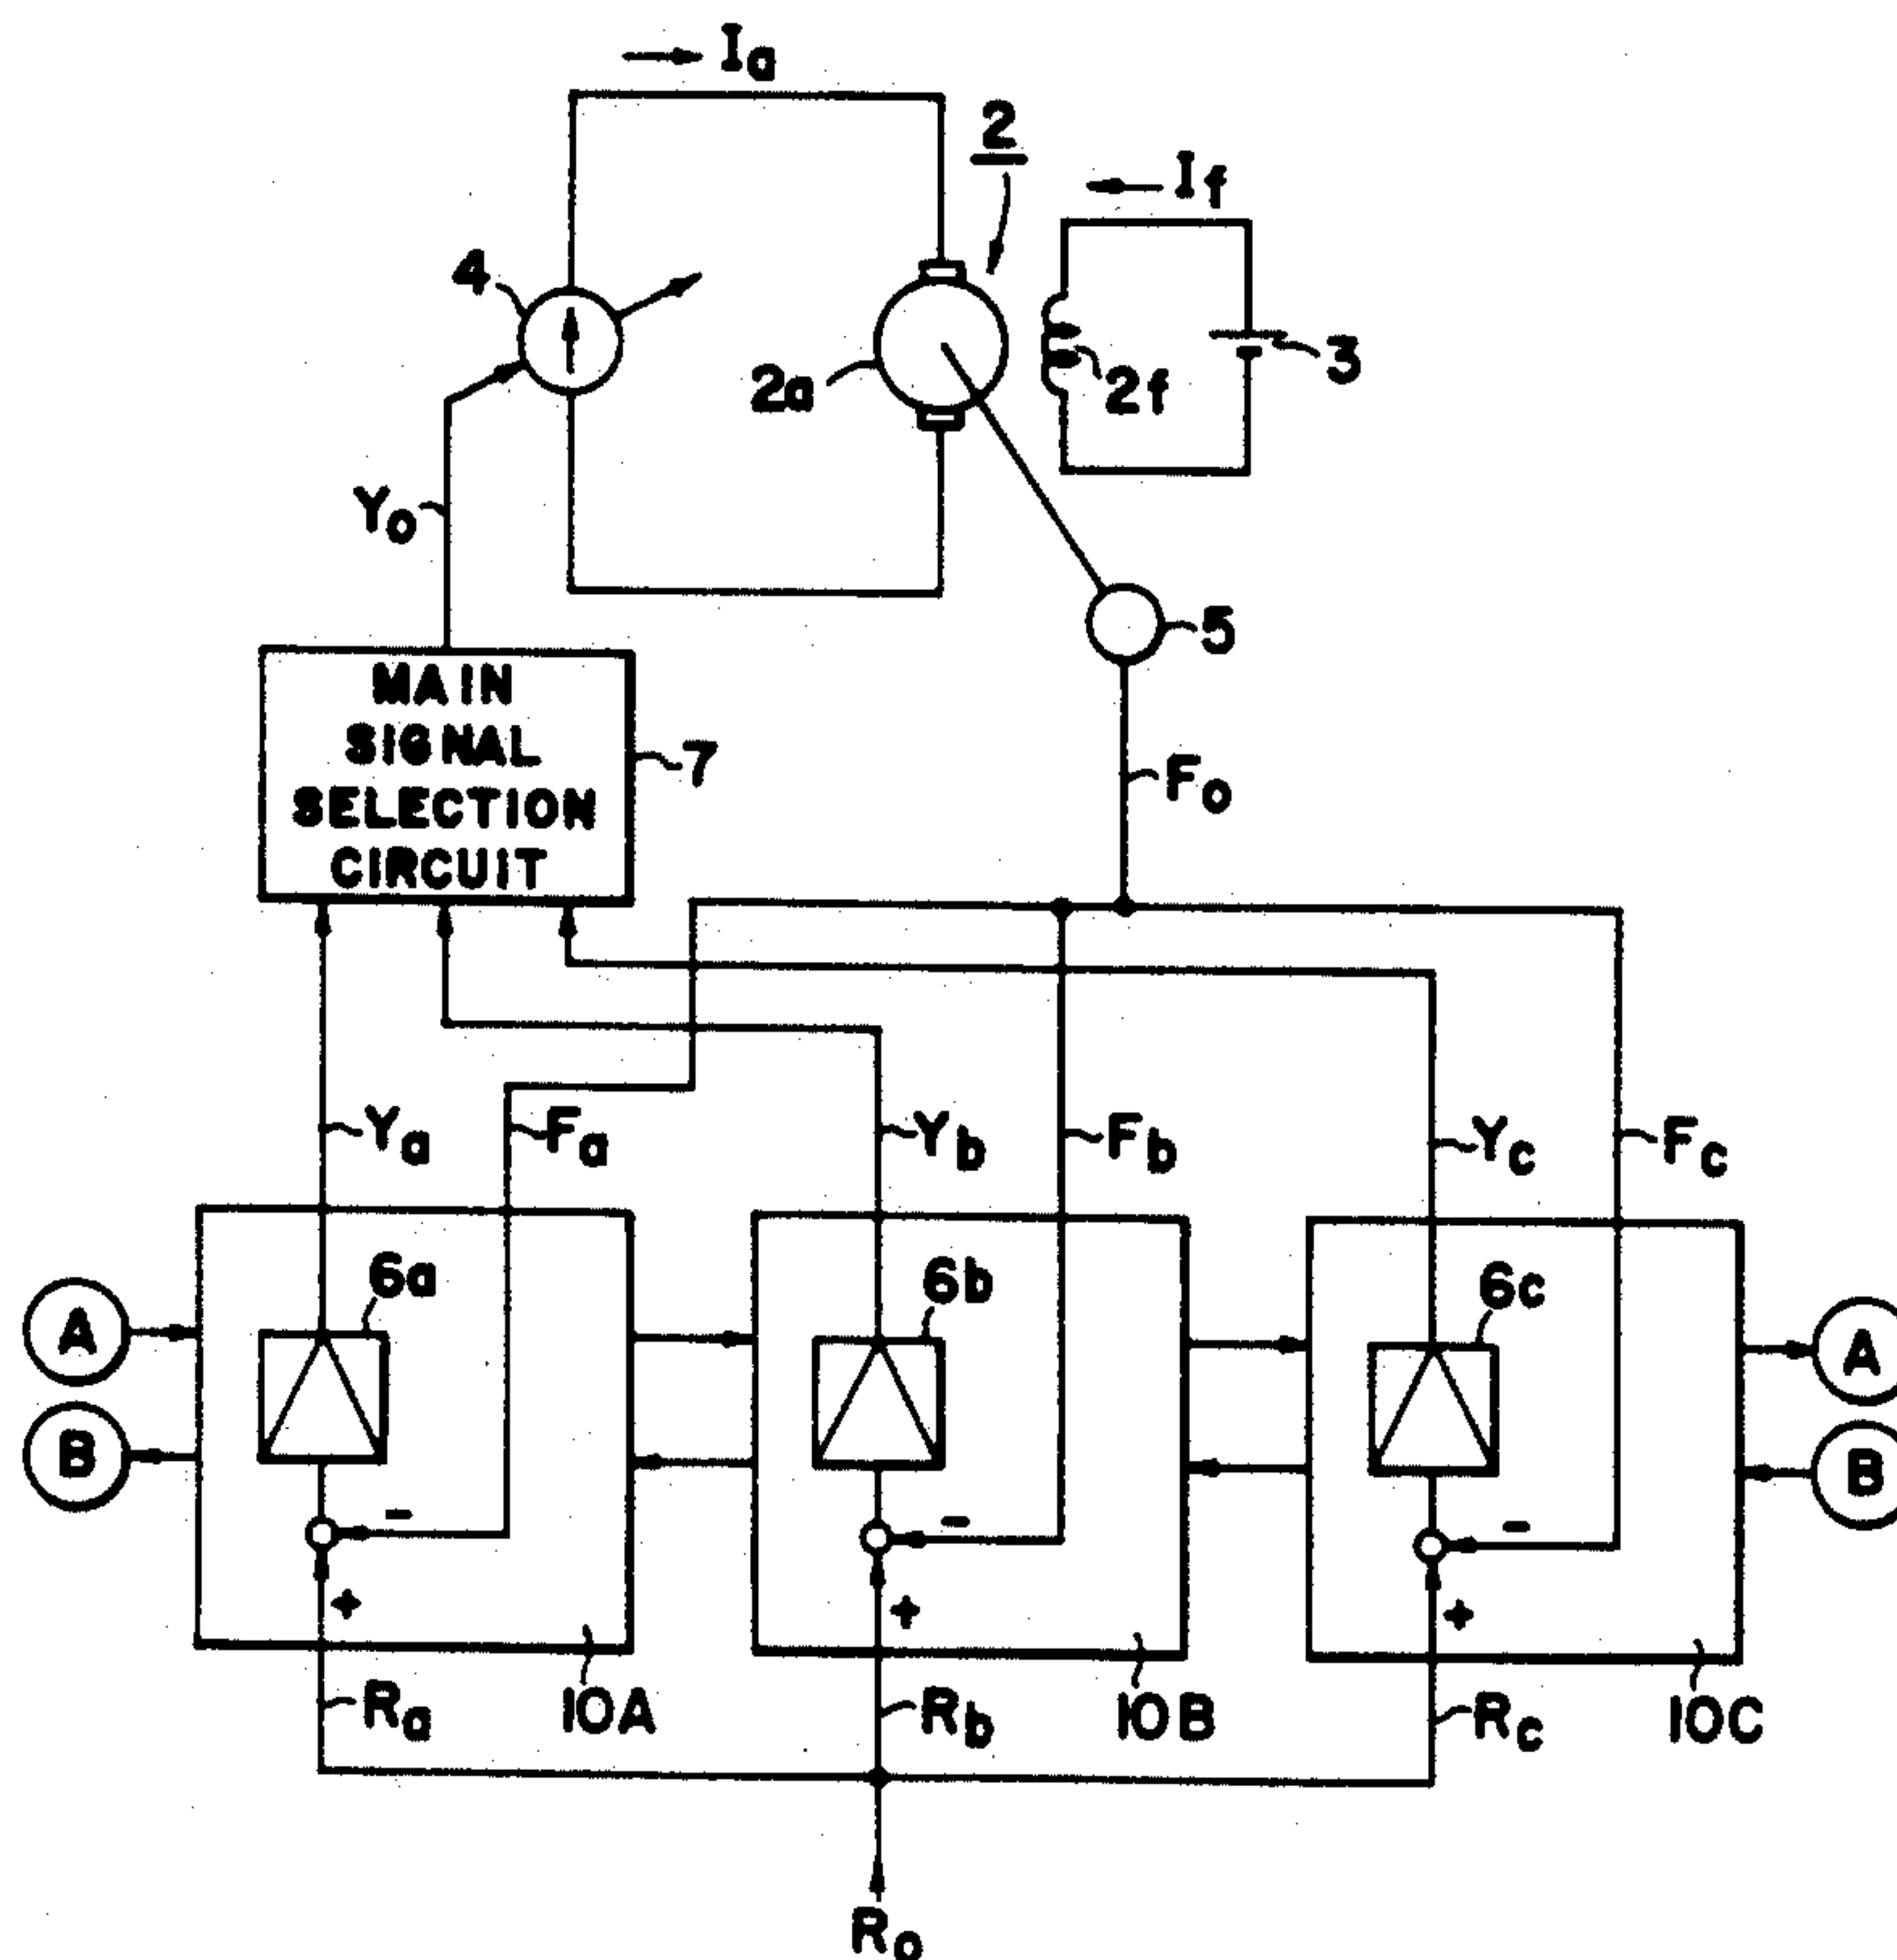 Ia
2
If
4
2a
2f
3
Yo
5
MAIN
SIGNAL
SELECTION
CIRCUIT
7
Fo
Ya
Fa
Yb
Fb
Yc
Fc
6a
6b
6c
A
A
B
B
-
-
-
+
+
+
Ra
10A
Rb
10B
Rc
10C
Ro